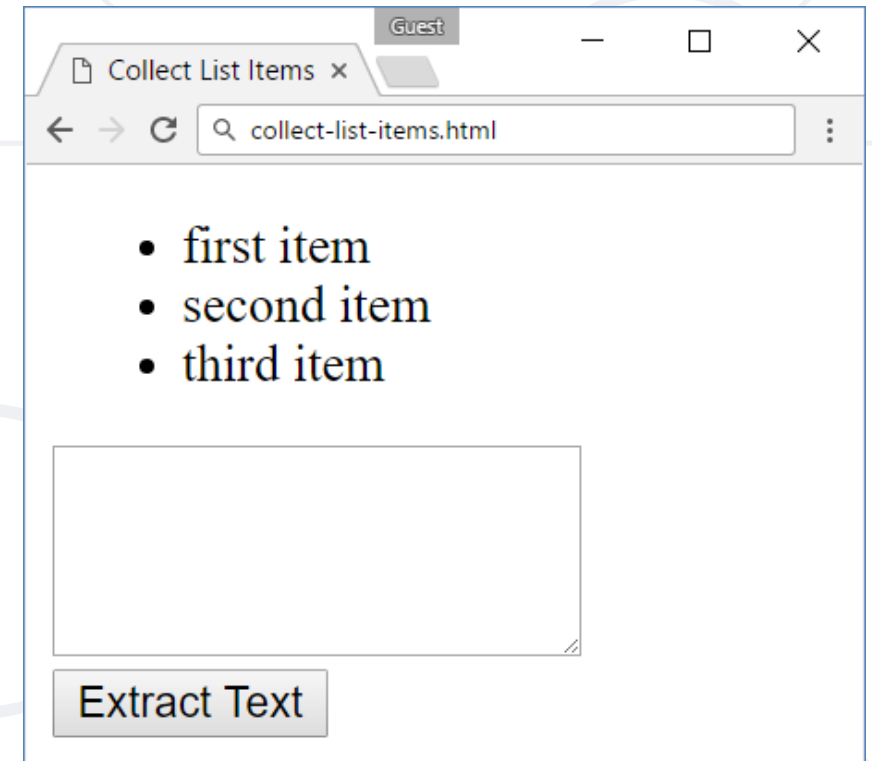 Guest
Collect List Items
collect-list-items.html
first item
second item
third item
Extract Text